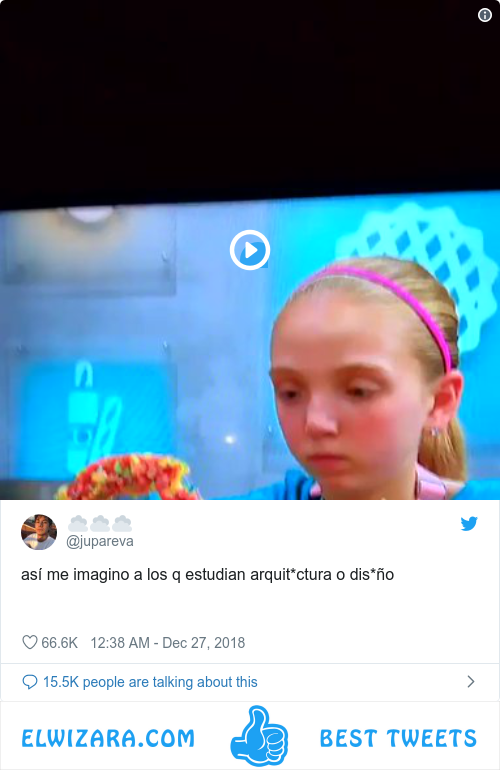 @jupareva
así me imagino a los q estudian arquit*ctura o dis*ño
66.6K 12:38 AM - Dec 27, 2018
15.5K people are talking about this
ELWIZARA.COM BEST TWEETS